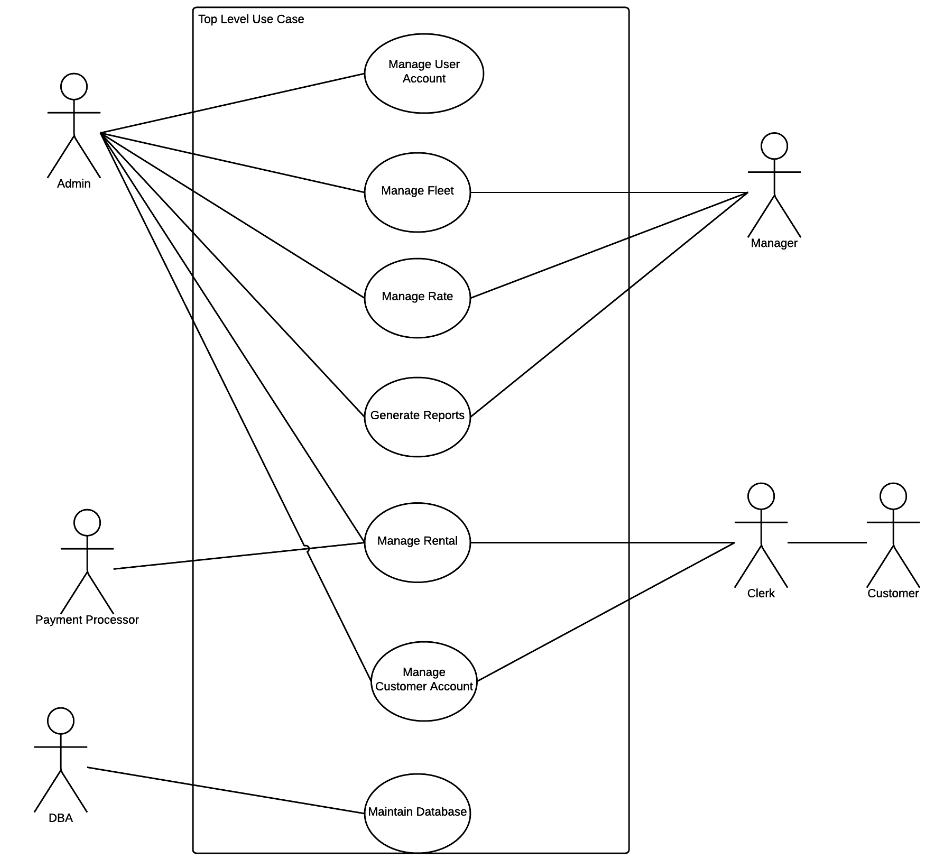 Top Level Use Case
Manage User
Account
Admin
Manage Fleet
Manager
Manage Rate
Generate Reports
Manage Rental
Payment Processor
Clerk
Customer
Manage
Customer Account
DBA
Maintain Database